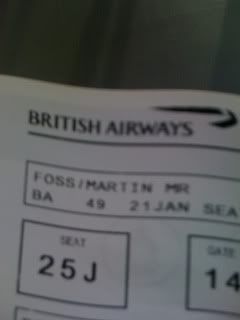 BRITISH AIRWAYS
FOSS/MARTIN MR
BA 49 21JAN SEA
SEAT GATE
25J 14